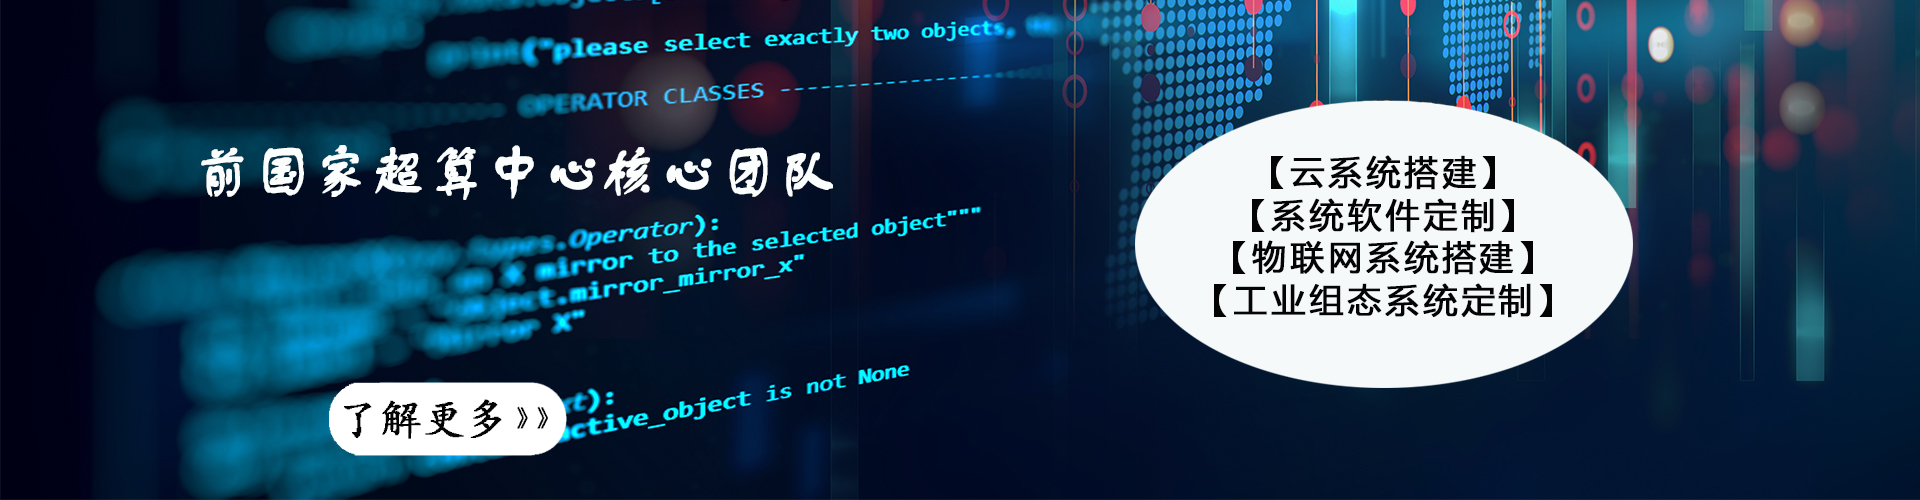 print("please select exactly two objects,
OPERATOR CLASSES
前国家超算中心核心团队
types.Operator):
an X mirror to the selected object"""
object.mirror_mirror_x"
mirror X"
ct):
active_object is not None
了解更多》》
【云系统搭建】
【系统软件定制】
【物联网系统搭建】
【工业组态系统定制】